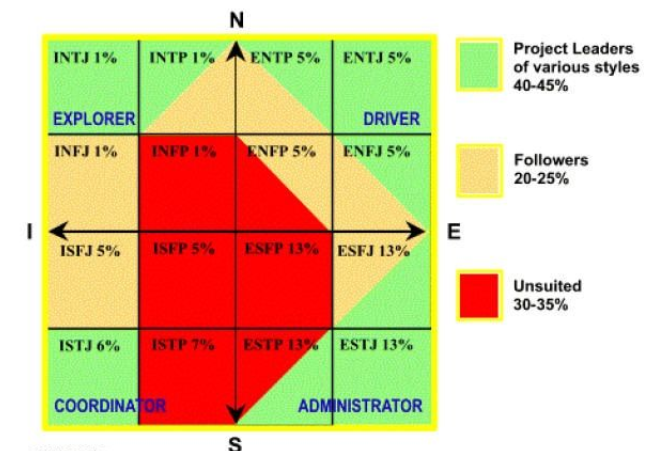 N
INTJ 1% INTP 1% ENTP 5% ENTJ 5%
EXPLORER DRIVER
INFJ 1% INFP 1% ENFP 5% ENFJ 5%
I E
ISFJ 5% ISFP 5% ESFP 13% ESFJ 13%
ISTJ 6% ISTP 7% ESTP 13% ESTJ 13%
COORDINATOR ADMINISTRATOR
S
Project Leaders
of various styles
40-45%
Followers
20-25%
Unsuited
30-35%